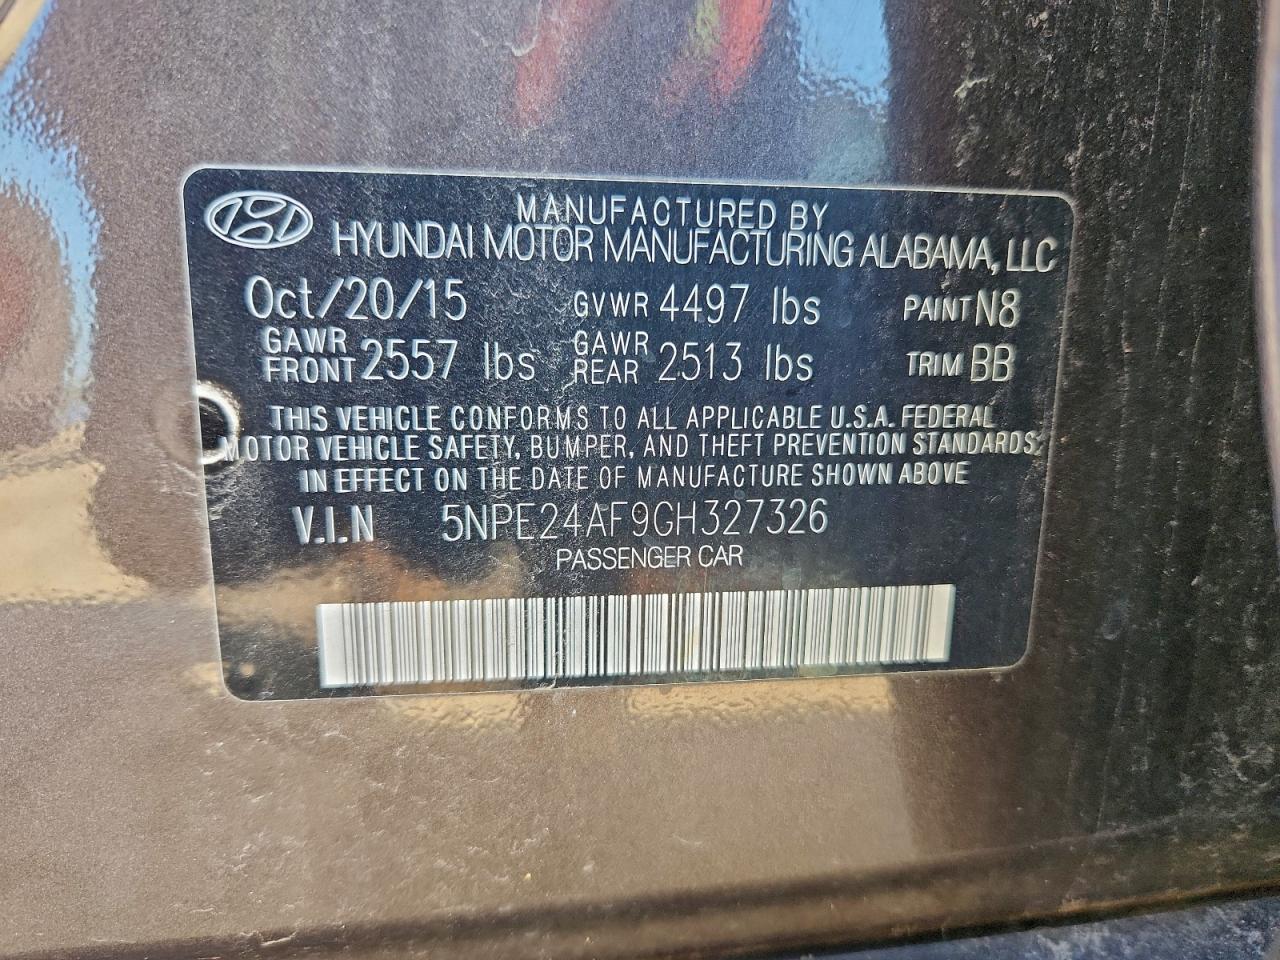 MANUFACTURED BY
HYUNDAI MOTOR MANUFACTURING ALABAMA, LLC
Oct/20/15 GVWR 4497 lbs PAINT N8
GAWR FRONT 2557 lbs GAWR REAR 2513 lbs TRIM BB
THIS VEHICLE CONFORMS TO ALL APPLICABLE U.S.A. FEDERAL
MOTOR VEHICLE SAFETY, BUMPER, AND THEFT PREVENTION STANDARDS
IN EFFECT ON THE DATE OF MANUFACTURE SHOWN ABOVE
V.I.N 5NPE24AF9GH327326
PASSENGER CAR